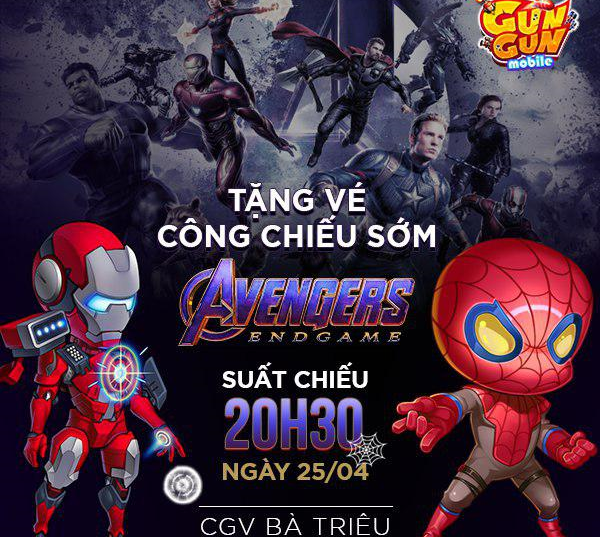 GUN
GUN
mobile
TẶNG VÉ
CÔNG CHIẾU SỚM
AVENGERS
ENDGAME
SUẤT CHIẾU
20H30
NGÀY 25/04
CGV BÀ TRIỆU